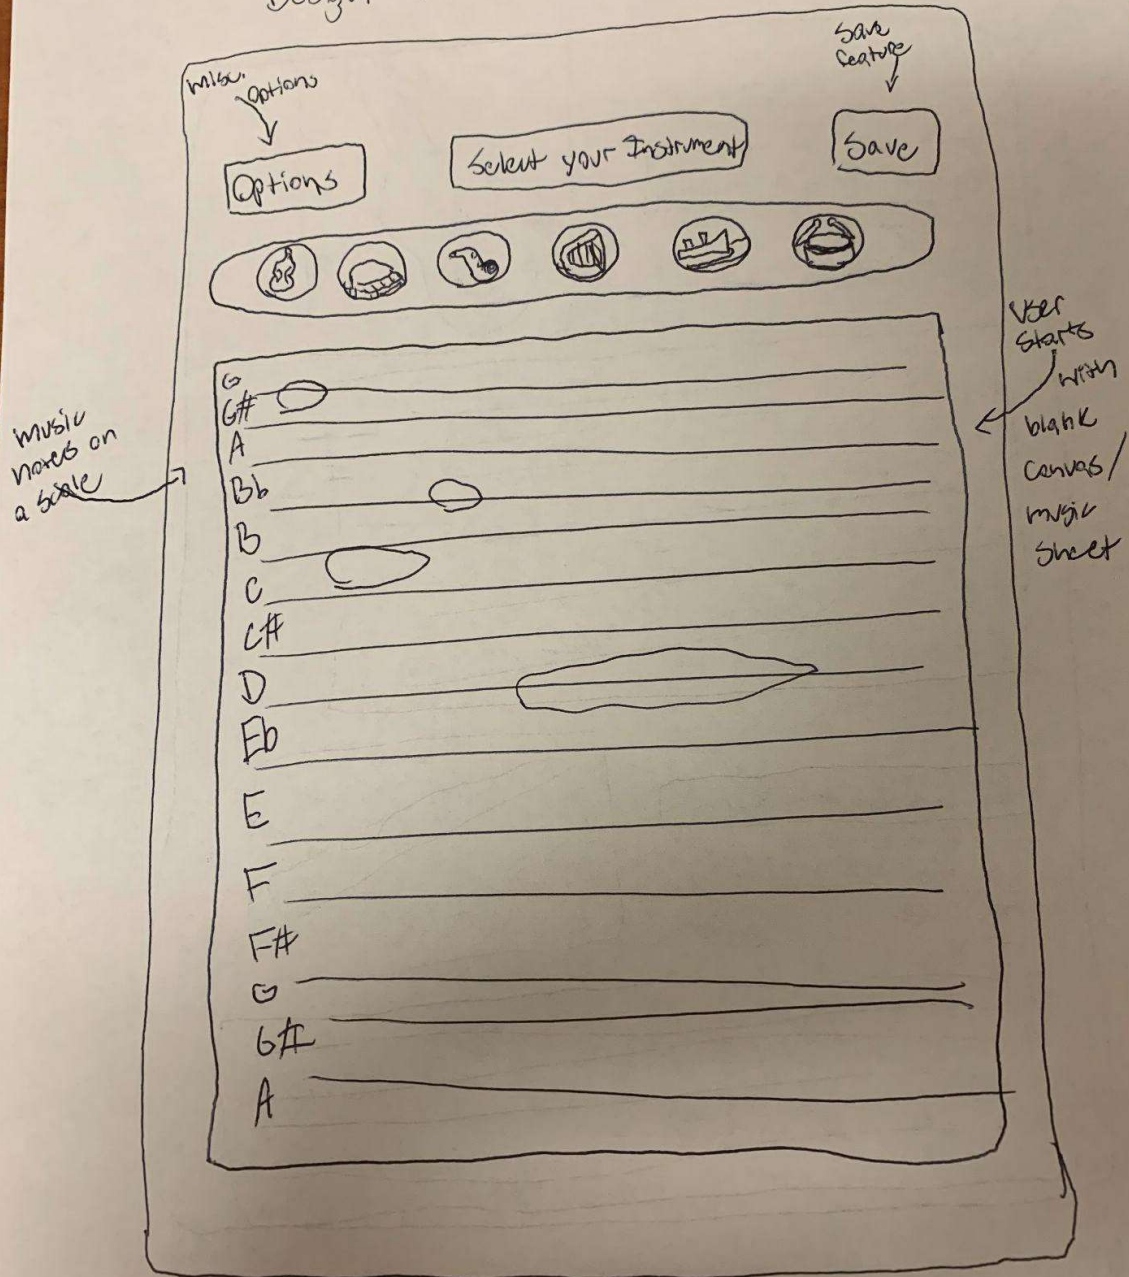 Design
misc.
options
Save
feature
Options
Select your Instrument
Save
User
starts
with
blank
canvas/
music
sheet
music
notes on
a scale
G
G#
A
Bb
B
C
C#
D
Eb
E
F
F#
G
G#
A